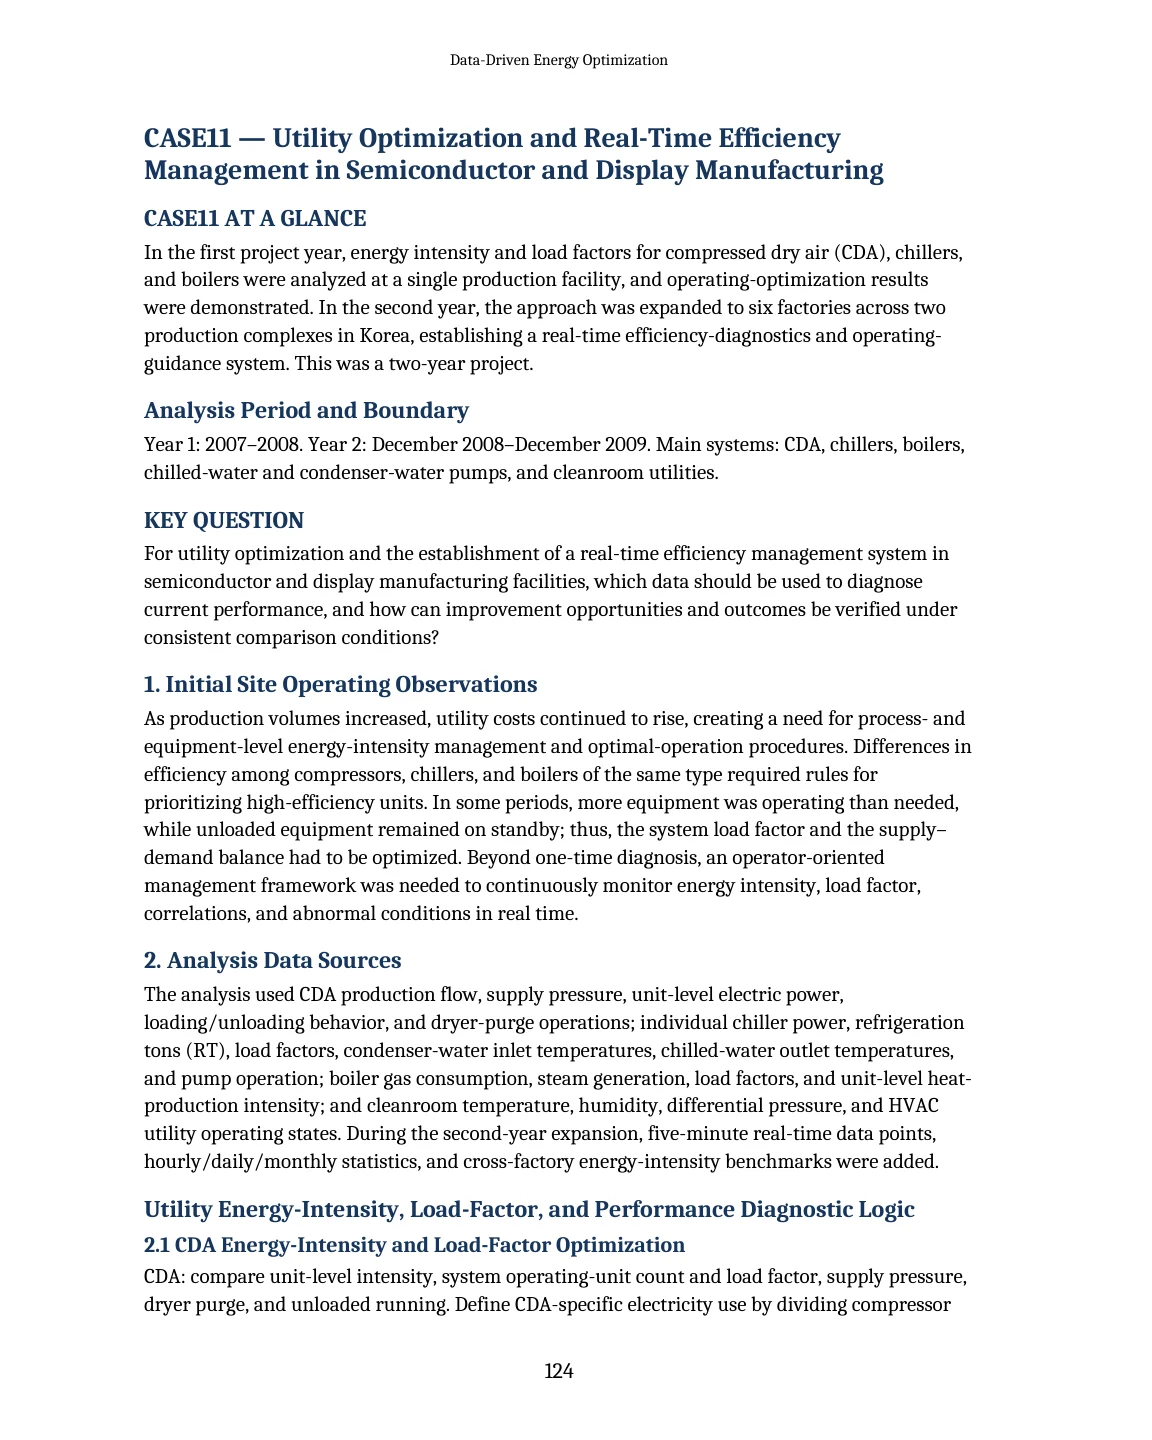 Data-Driven Energy Optimization
CASE11 — Utility Optimization and Real-Time Efficiency
Management in Semiconductor and Display Manufacturing
CASE11 AT A GLANCE
In the first project year, energy intensity and load factors for compressed dry air (CDA), chillers,
and boilers were analyzed at a single production facility, and operating-optimization results
were demonstrated. In the second year, the approach was expanded to six factories across two
production complexes in Korea, establishing a real-time efficiency-diagnostics and operating-
guidance system. This was a two-year project.
Analysis Period and Boundary
Year 1: 2007–2008. Year 2: December 2008–December 2009. Main systems: CDA, chillers, boilers,
chilled-water and condenser-water pumps, and cleanroom utilities.
KEY QUESTION
For utility optimization and the establishment of a real-time efficiency management system in
semiconductor and display manufacturing facilities, which data should be used to diagnose
current performance, and how can improvement opportunities and outcomes be verified under
consistent comparison conditions?
1. Initial Site Operating Observations
As production volumes increased, utility costs continued to rise, creating a need for process- and
equipment-level energy-intensity management and optimal-operation procedures. Differences in
efficiency among compressors, chillers, and boilers of the same type required rules for
prioritizing high-efficiency units. In some periods, more equipment was operating than needed,
while unloaded equipment remained on standby; thus, the system load factor and the supply–
demand balance had to be optimized. Beyond one-time diagnosis, an operator-oriented
management framework was needed to continuously monitor energy intensity, load factor,
correlations, and abnormal conditions in real time.
2. Analysis Data Sources
The analysis used CDA production flow, supply pressure, unit-level electric power,
loading/unloading behavior, and dryer-purge operations; individual chiller power, refrigeration
tons (RT), load factors, condenser-water inlet temperatures, chilled-water outlet temperatures,
and pump operation; boiler gas consumption, steam generation, load factors, and unit-level heat-
production intensity; and cleanroom temperature, humidity, differential pressure, and HVAC
utility operating states. During the second-year expansion, five-minute real-time data points,
hourly/daily/monthly statistics, and cross-factory energy-intensity benchmarks were added.
Utility Energy-Intensity, Load-Factor, and Performance Diagnostic Logic
2.1 CDA Energy-Intensity and Load-Factor Optimization
CDA: compare unit-level intensity, system operating-unit count and load factor, supply pressure,
dryer purge, and unloaded running. Define CDA-specific electricity use by dividing compressor
124